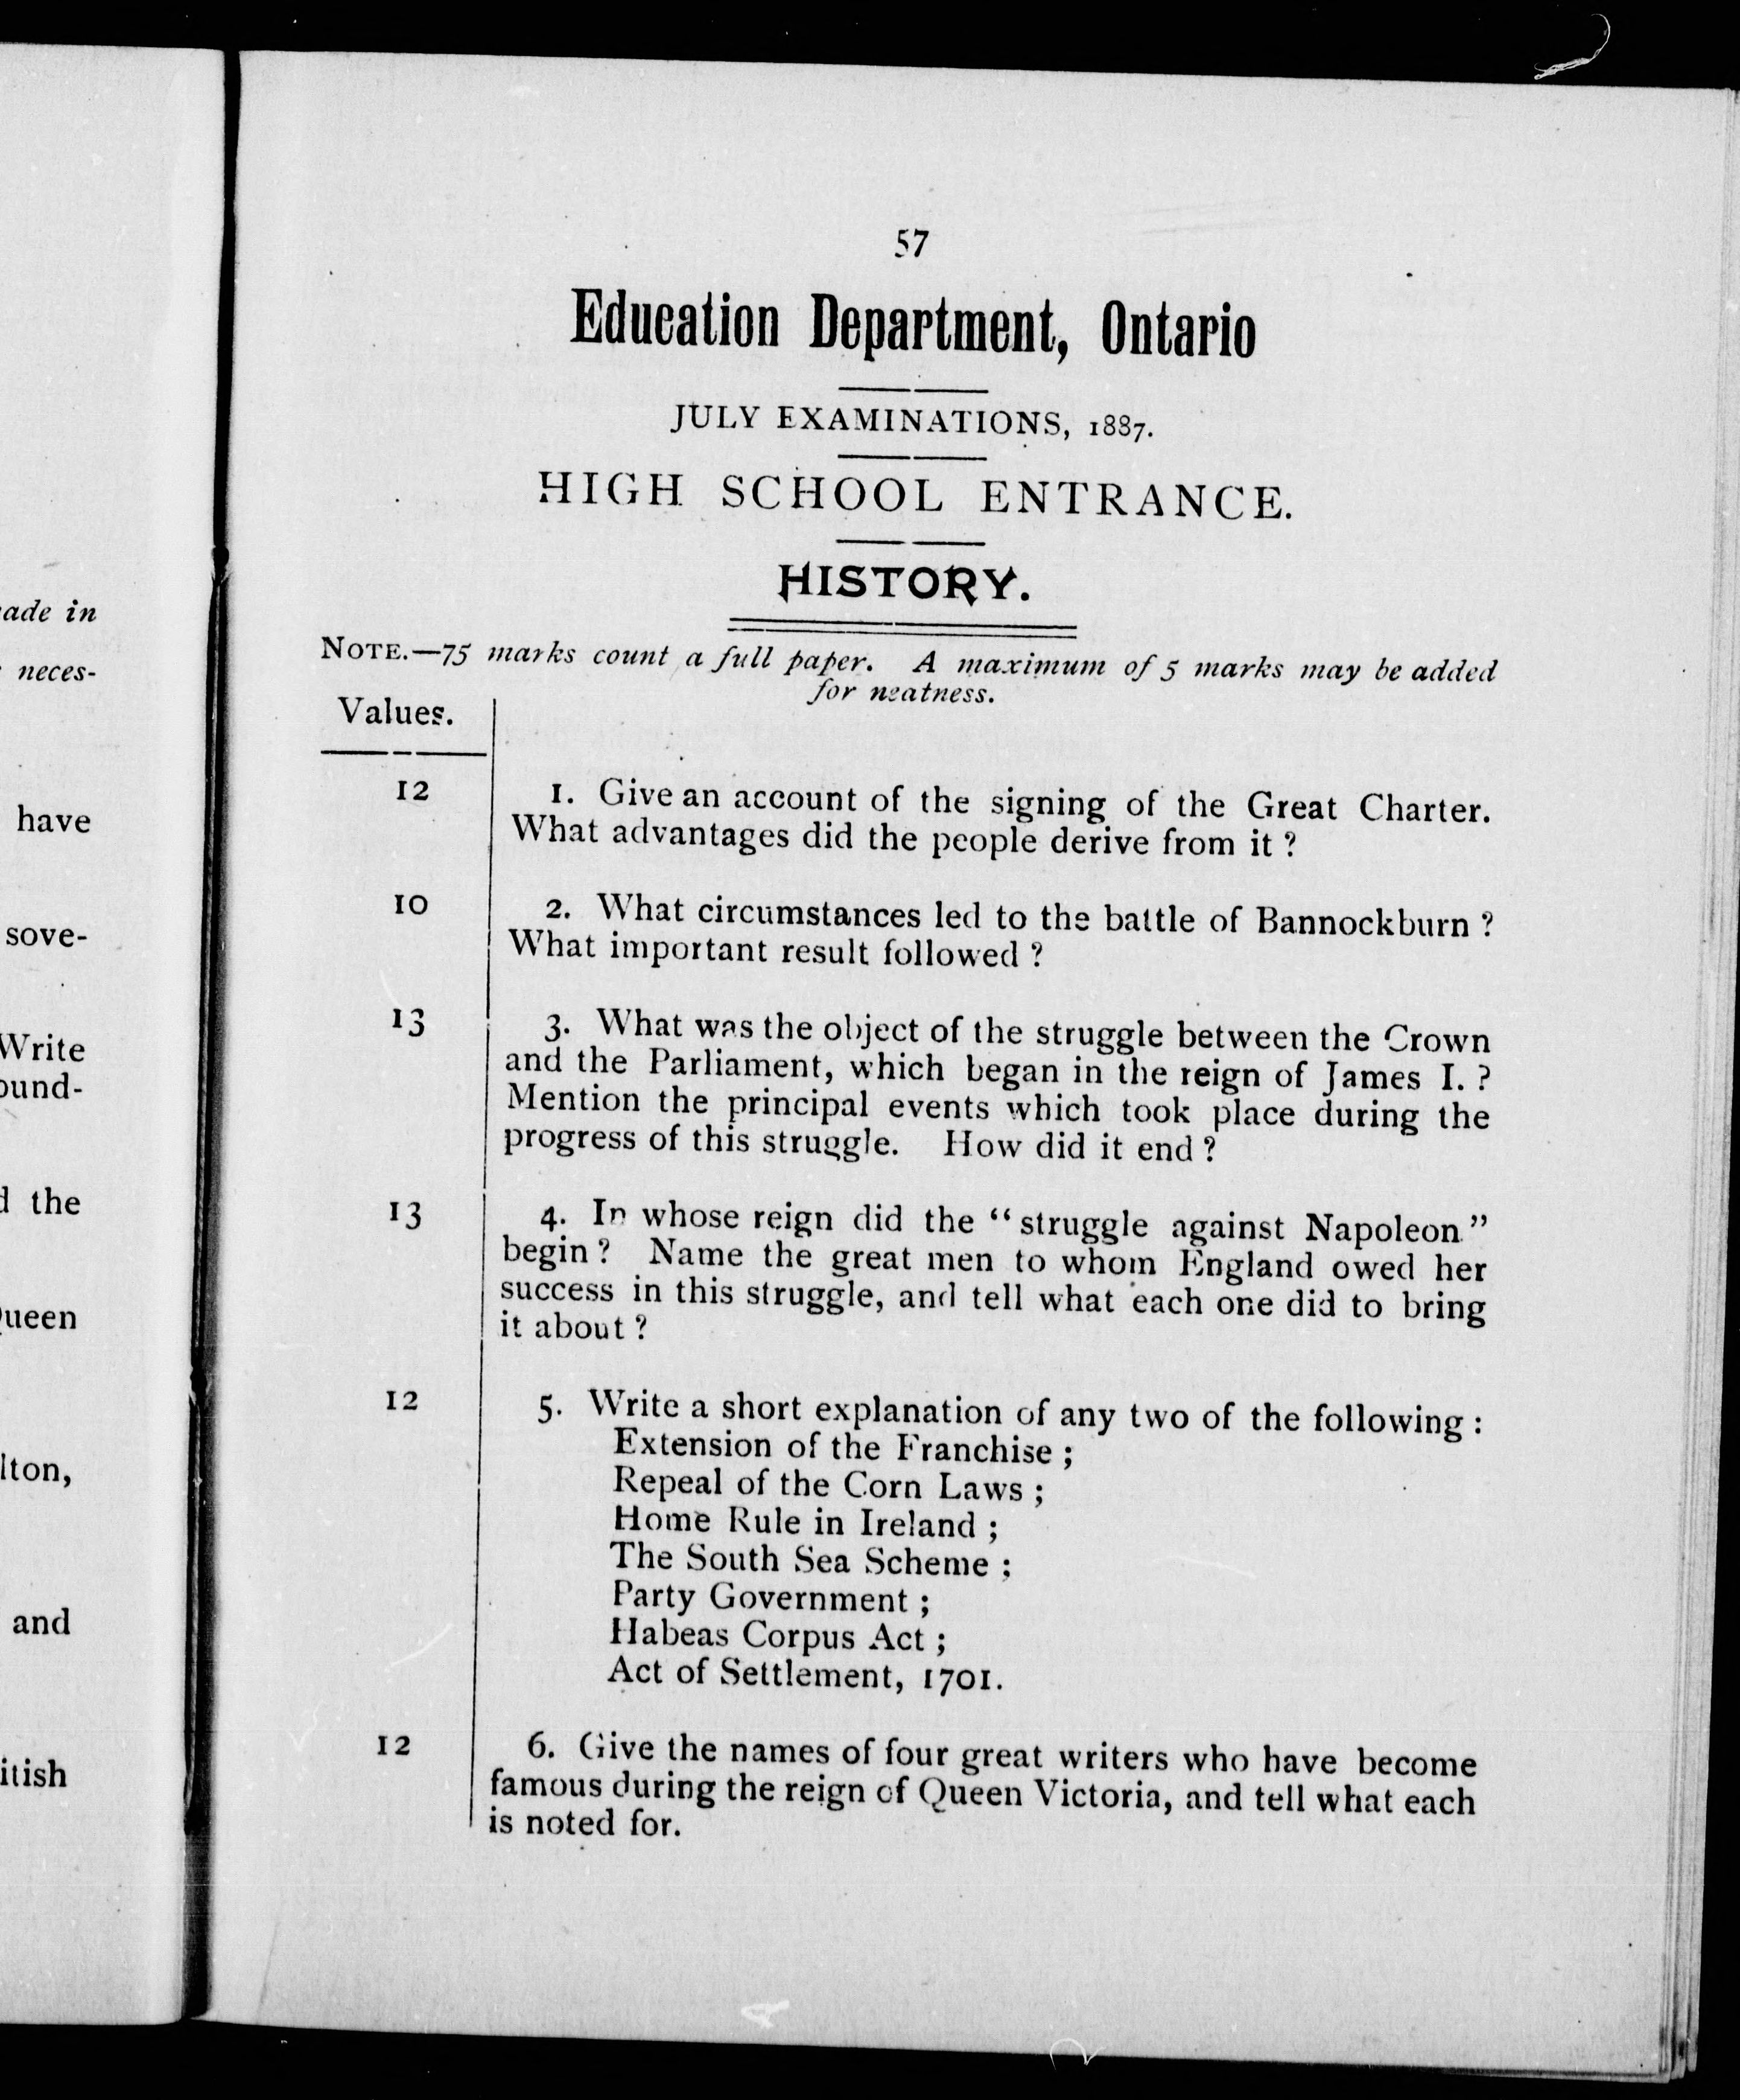 ade in
neces-
have
sove-
Write
ound-
the
ueen
lton,
and
itish
57
Education Department, Ontario
JULY EXAMINATIONS, 1887.
HIGH SCHOOL ENTRANCE.
HISTORY.
NOTE.—75 marks count a full paper. A maximum of 5 marks may be added
for neatness.
Values.
12 1. Give an account of the signing of the Great Charter.
What advantages did the people derive from it ?
10 2. What circumstances led to the battle of Bannockburn ?
What important result followed ?
13 3. What was the object of the struggle between the Crown
and the Parliament, which began in the reign of James I. ?
Mention the principal events which took place during the
progress of this struggle. How did it end ?
13 4. In whose reign did the “struggle against Napoleon”
begin ? Name the great men to whom England owed her
success in this struggle, and tell what each one did to bring
it about ?
12 5. Write a short explanation of any two of the following :
Extension of the Franchise ;
Repeal of the Corn Laws ;
Home Rule in Ireland ;
The South Sea Scheme ;
Party Government ;
Habeas Corpus Act ;
Act of Settlement, 1701.
12 6. Give the names of four great writers who have become
famous during the reign of Queen Victoria, and tell what each
is noted for.